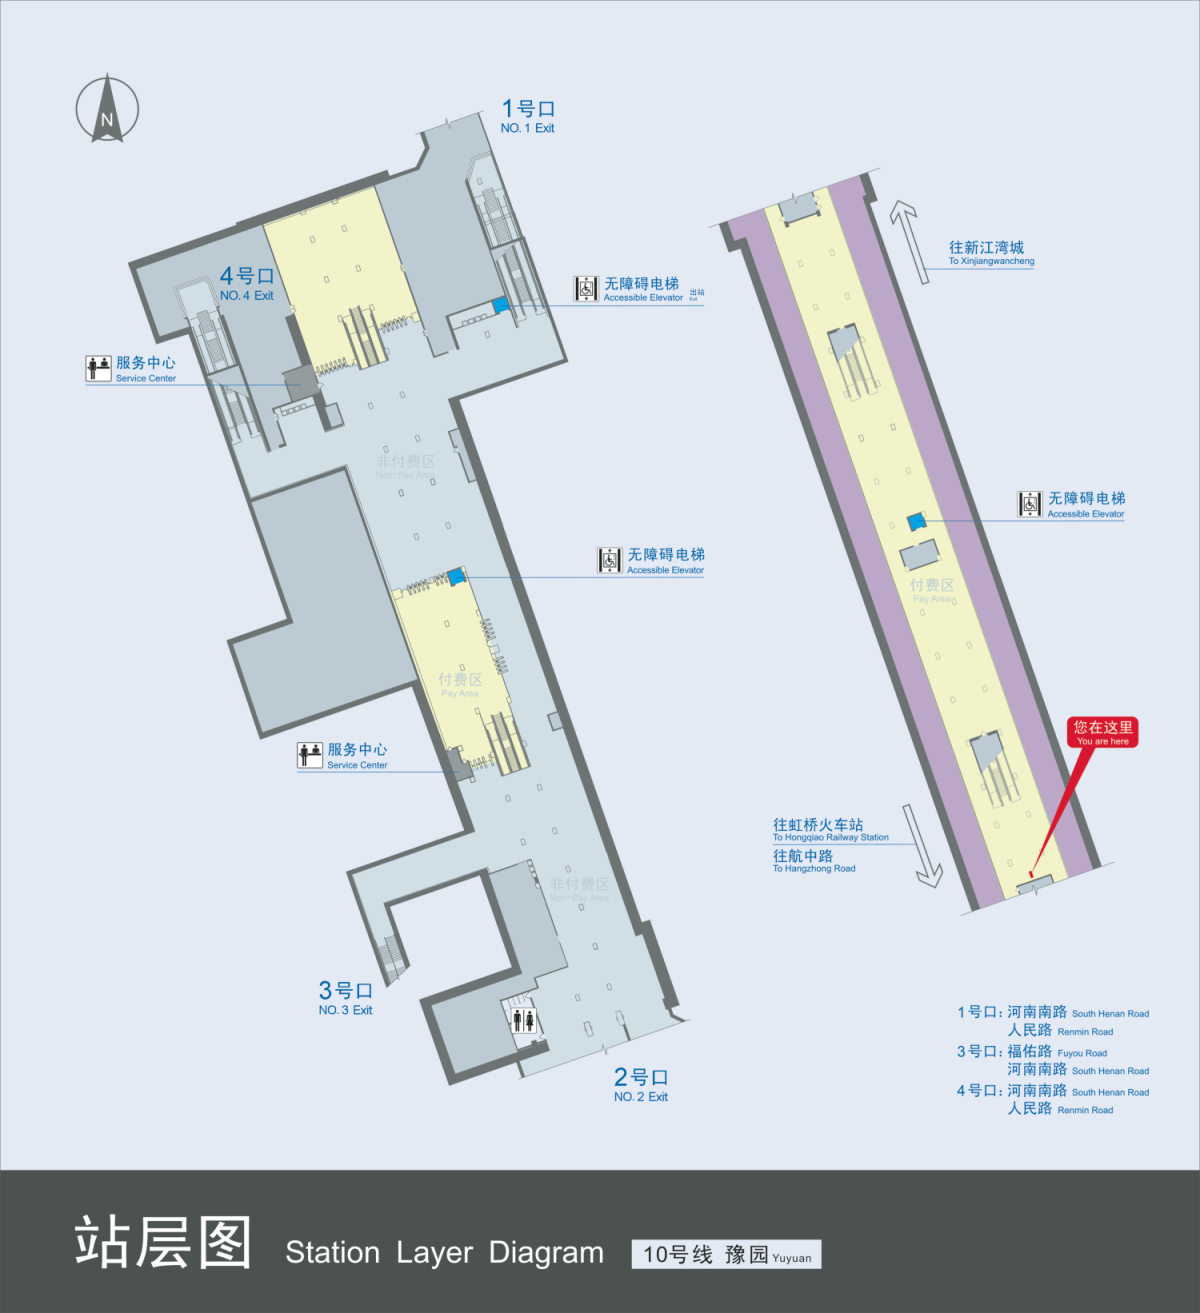 N
1号口
NO. 1 Exit
4号口
NO. 4 Exit
往新江湾城
To Xinjiangwancheng
无障碍电梯
Accessible Elevator
出站
Exit
服务中心
Service Center
非付费区
Non-Pay Area
无障碍电梯
Accessible Elevator
无障碍电梯
Accessible Elevator
付费区
Pay Area
付费区
Pay Area
您在这里
You are here
服务中心
Service Center
往虹桥火车站
To Hongqiao Railway Station
往航中路
To Hangzhong Road
非付费区
Non-Pay Area
3号口
NO. 3 Exit
2号口
NO. 2 Exit
1号口: 河南南路 South Henan Road
人民路 Renmin Road
3号口: 福佑路 Fuyou Road
河南南路 South Henan Road
4号口: 河南南路 South Henan Road
人民路 Renmin Road
站层图 Station Layer Diagram 10号线 豫园 Yuyuan